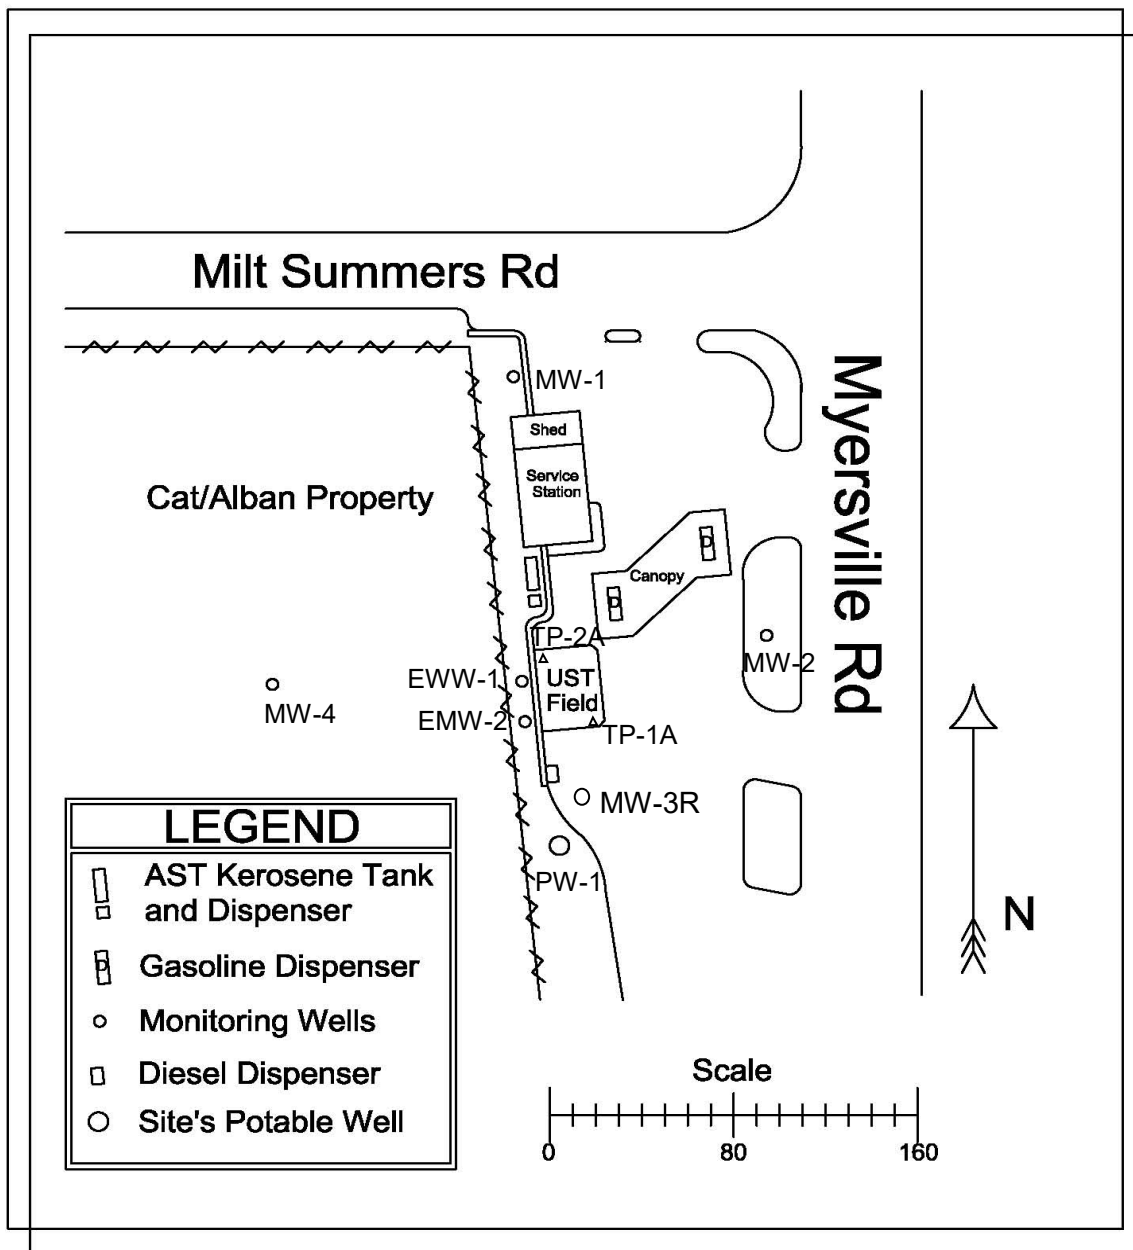 Milt Summers Rd
MW-1
Shed
Service
Station
Cat/Alban Property
Myersville Rd
D
Canopy
D
TP-2A
MW-2
EWW-1
UST
Field
MW-4
EMW-2
TP-1A
MW-3R
PW-1
LEGEND
AST Kerosene Tank
and Dispenser
D
Gasoline Dispenser
Monitoring Wells
Diesel Dispenser
Site's Potable Well
N
Scale
0 80 160